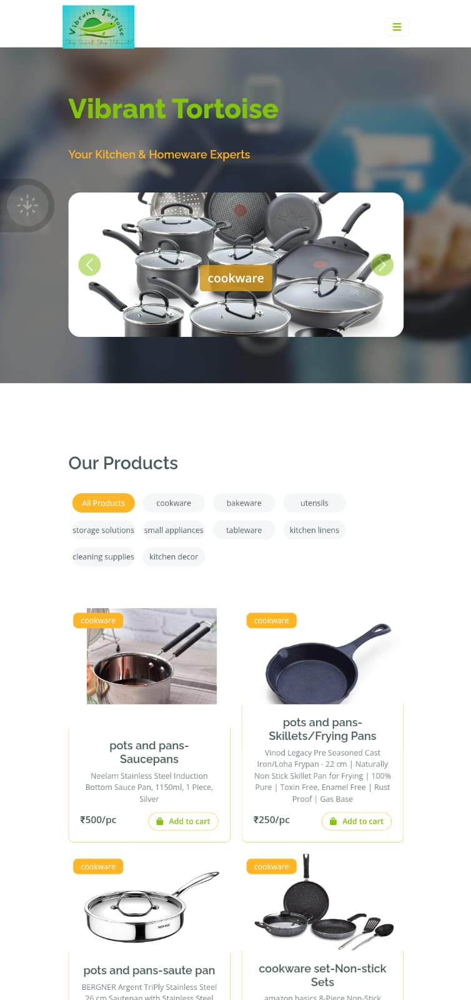 Vibrant Tortoise
Shop Smart, Shop Vibrant!
Vibrant Tortoise
Your Kitchen & Homeware Experts
cookware
Our Products
All Products
cookware
bakeware
utensils
storage solutions
small appliances
tableware
kitchen linens
cleaning supplies
kitchen decor
cookware
pots and pans-
Saucepans
Neelam Stainless Steel Induction
Bottom Sauce Pan, 1150ml, 1 Piece,
Silver
₹500/pc
Add to cart
cookware
pots and pans-
Skillets/Frying Pans
Vinod Legacy Pre Seasoned Cast
Iron/Loha Frypan - 22 cm | Naturally
Non Stick Skillet Pan for Frying | 100%
Pure | Toxin Free, Enamel Free | Rust
Proof | Gas Base
₹250/pc
Add to cart
cookware
pots and pans-saute pan
BERGNER Argent TriPly Stainless Steel
26 cm Sautepan with Stainless Steel
cookware
cookware set-Non-stick
Sets
amazon basics 8-Piece Non-Stick